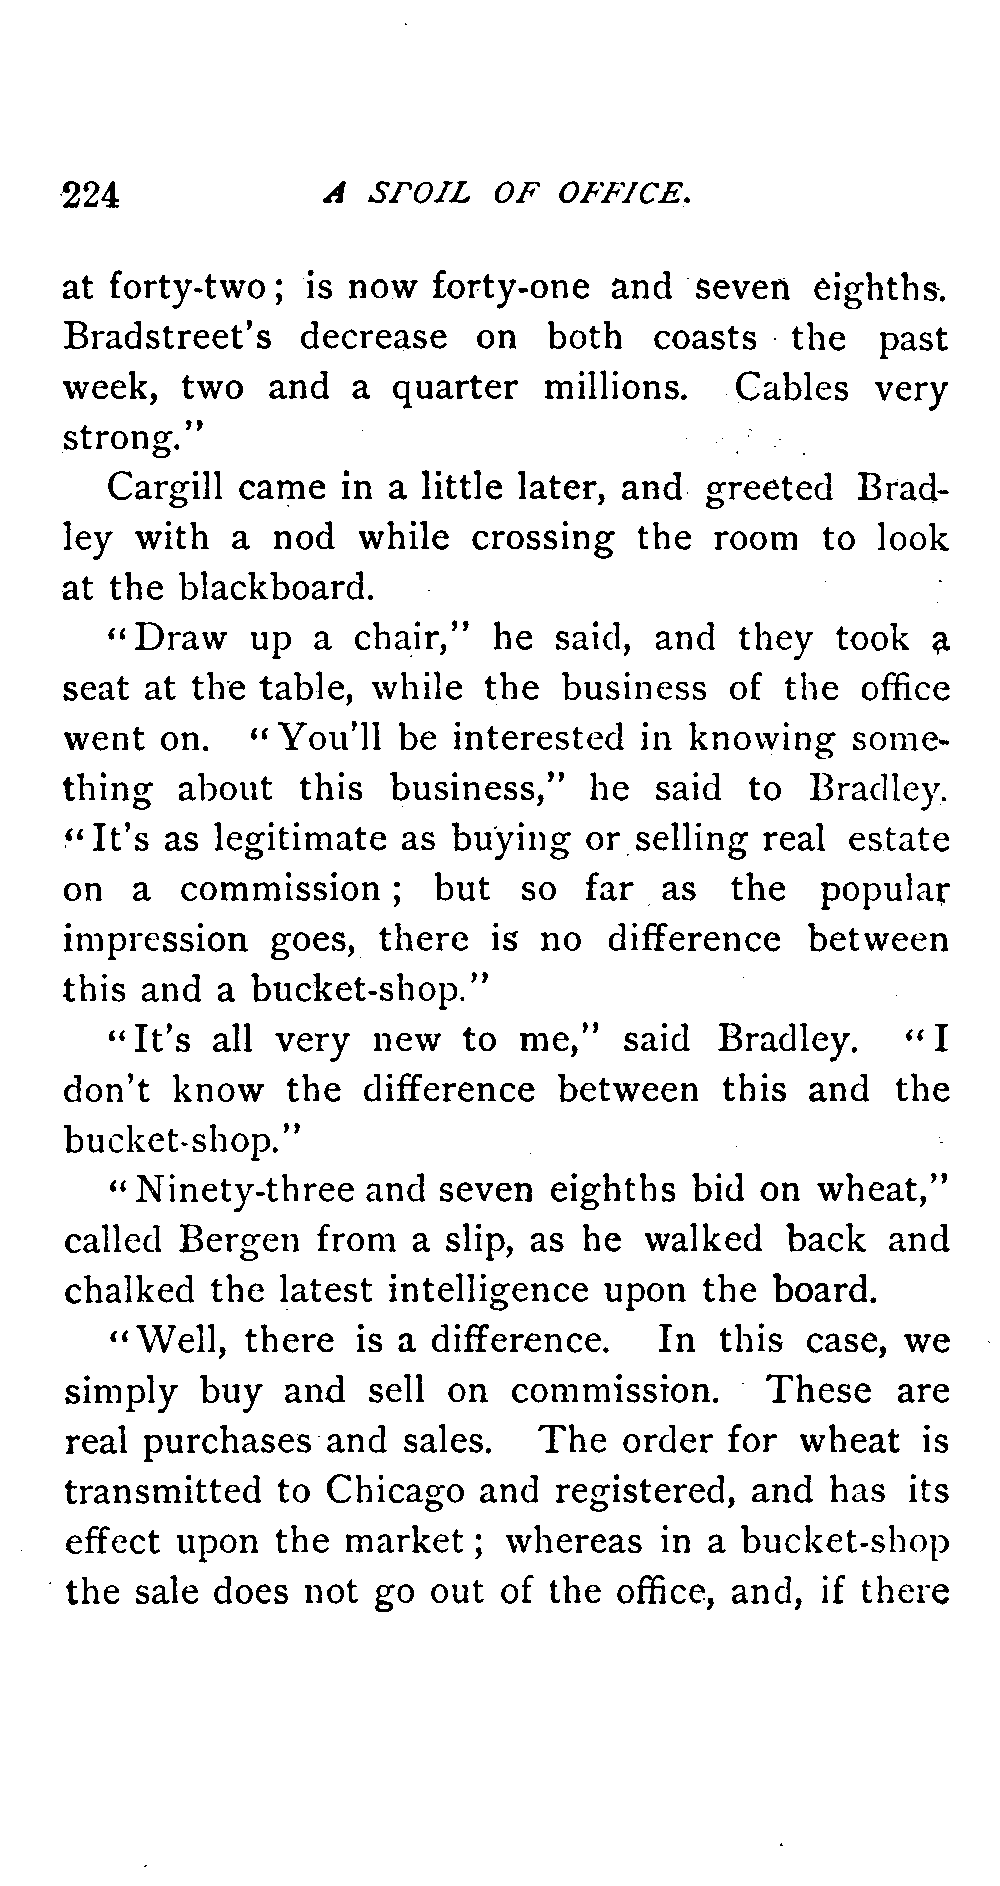 224 A SPOIL OF OFFICE.
at forty-two; is now forty-one and seven eighths.
Bradstreet's decrease on both coasts the past
week, two and a quarter millions. Cables very
strong."
Cargill came in a little later, and greeted Brad-
ley with a nod while crossing the room to look
at the blackboard.
"Draw up a chair," he said, and they took a
seat at the table, while the business of the office
went on. "You'll be interested in knowing some-
thing about this business," he said to Bradley.
"It's as legitimate as buying or selling real estate
on a commission; but so far as the popular
impression goes, there is no difference between
this and a bucket-shop."
"It's all very new to me," said Bradley. "I
don't know the difference between this and the
bucket-shop."
"Ninety-three and seven eighths bid on wheat,"
called Bergen from a slip, as he walked back and
chalked the latest intelligence upon the board.
"Well, there is a difference. In this case, we
simply buy and sell on commission. These are
real purchases and sales. The order for wheat is
transmitted to Chicago and registered, and has its
effect upon the market; whereas in a bucket-shop
the sale does not go out of the office, and, if there